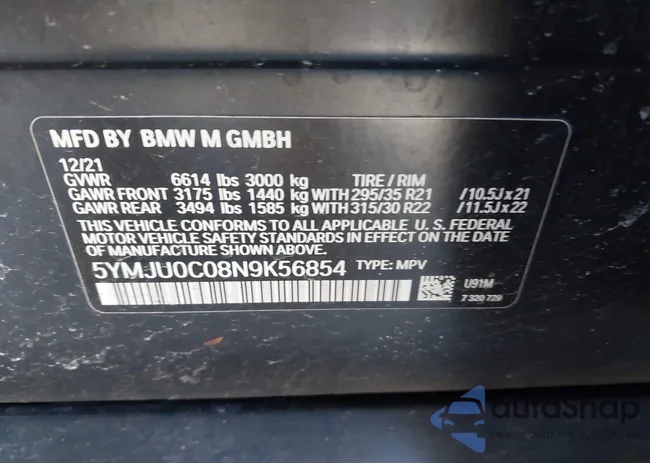 MFD BY BMW M GMBH
12/21
GVWR 6614 lbs 3000 kg TIRE / RIM
GAWR FRONT 3175 lbs 1440 kg WITH 295/35 R21 /10.5J x 21
GAWR REAR 3494 lbs 1585 kg WITH 315/30 R22 /11.5J x 22
THIS VEHICLE CONFORMS TO ALL APPLICABLE U. S. FEDERAL
MOTOR VEHICLE SAFETY STANDARDS IN EFFECT ON THE DATE
OF MANUFACTURE SHOWN ABOVE.
5YMJU0C08N9K56854 TYPE: MPV
U91M
7 320 729
autoSnap